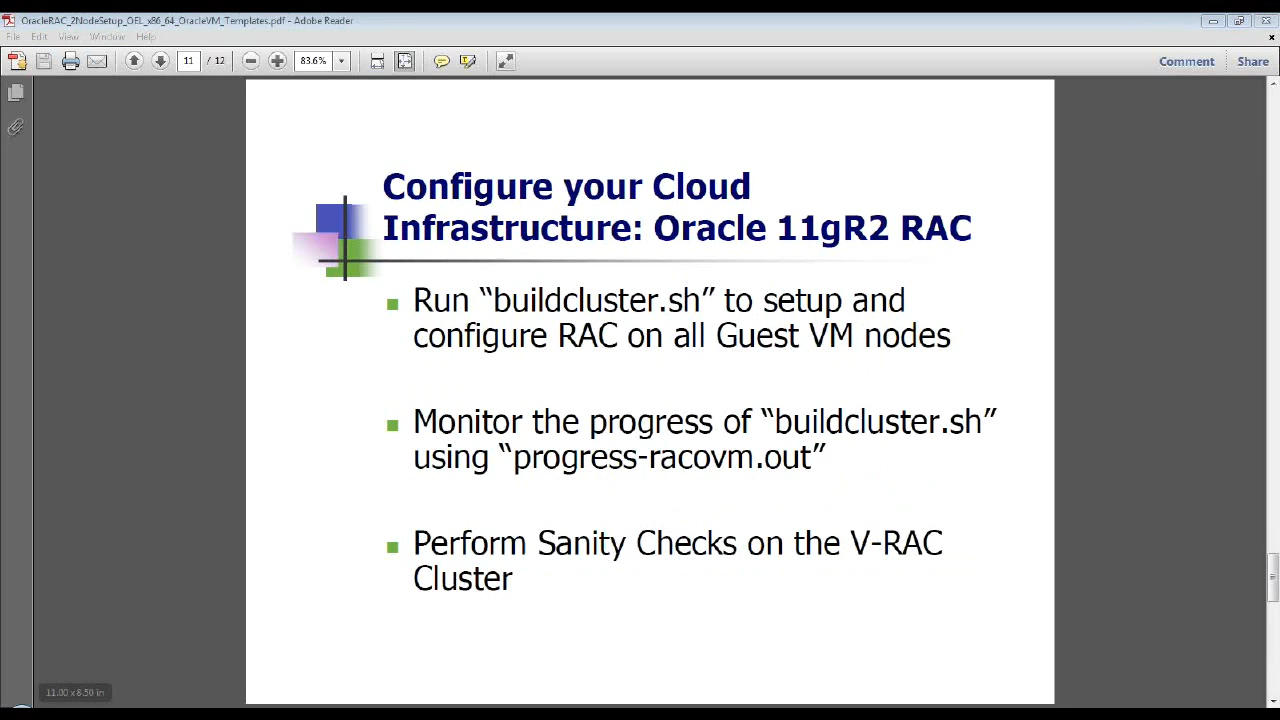 OracleRAC_2NodeSetup_OEL_x86_64_OracleVM_Templates.pdf - Adobe Reader
File Edit View Window Help
11 / 12 83.6% Comment Share
Configure your Cloud
Infrastructure: Oracle 11gR2 RAC
Run “buildcluster.sh” to setup and
configure RAC on all Guest VM nodes
Monitor the progress of “buildcluster.sh”
using “progress-racovm.out”
Perform Sanity Checks on the V-RAC
Cluster
11.00 x 8.50 in